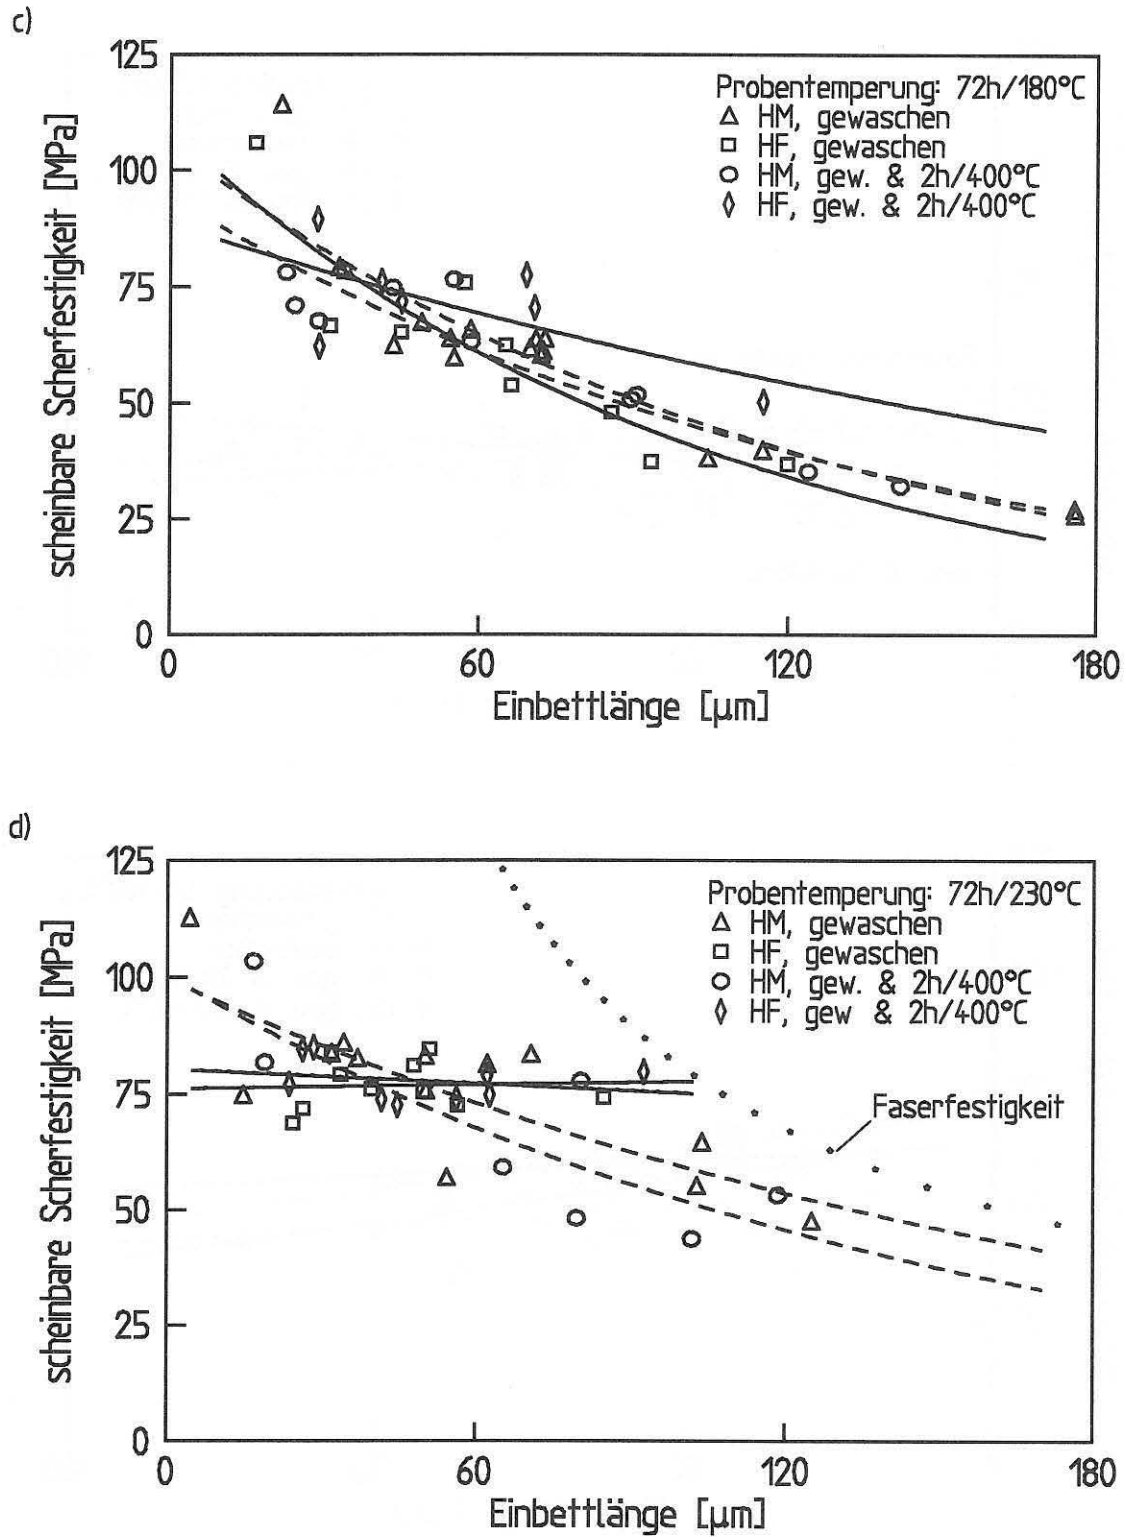 c)
125
100
75
50
25
0
scheinbare Scherfestigkeit [MPa]
Probentemperung: 72h/180°C
HM, gewaschen
HF, gewaschen
HM, gew. & 2h/400°C
HF, gew. & 2h/400°C
0 60 120 180
Einbettlänge [µm]
d)
125
100
75
50
25
0
scheinbare Scherfestigkeit [MPa]
Probentemperung: 72h/230°C
HM, gewaschen
HF, gewaschen
HM, gew. & 2h/400°C
HF, gew & 2h/400°C
Faserfestigkeit
0 60 120 180
Einbettlänge [µm]